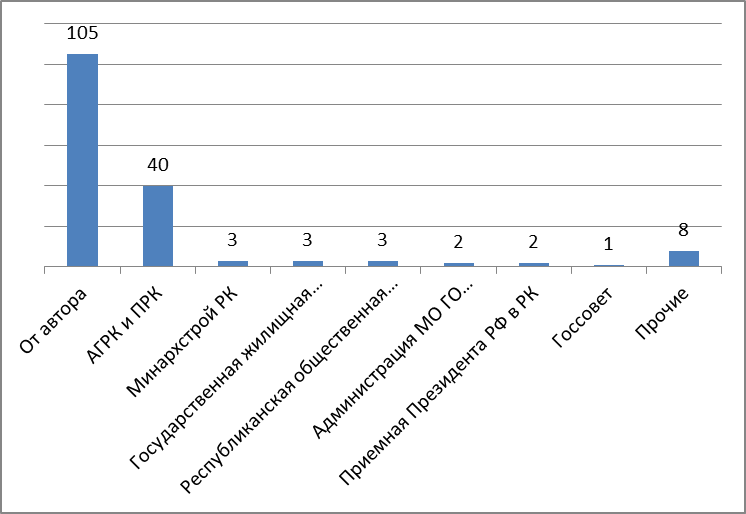 105
40
3
3
3
2
2
1
8
От автора
АГРК и ПРК
Минархстрой РК
Государственная жилищная...
Республиканская общественная...
Администрация МО ГО...
Приемная Президента РФ в РК
Госсовет
Прочие